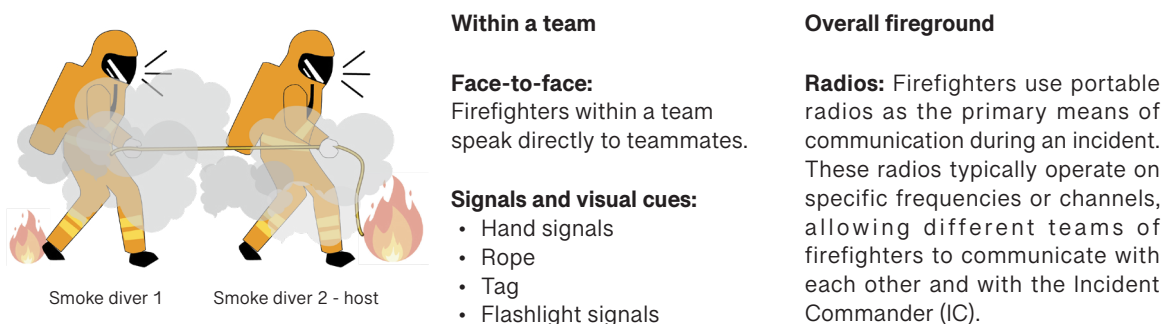 Smoke diver 1
Smoke diver 2 - host
Within a team
Face-to-face:
Firefighters within a team
speak directly to teammates.
Signals and visual cues:
• Hand signals
• Rope
• Tag
• Flashlight signals
Overall fireground
Radios: Firefighters use portable
radios as the primary means of
communication during an incident.
These radios typically operate on
specific frequencies or channels,
allowing different teams of
firefighters to communicate with
each other and with the Incident
Commander (IC).